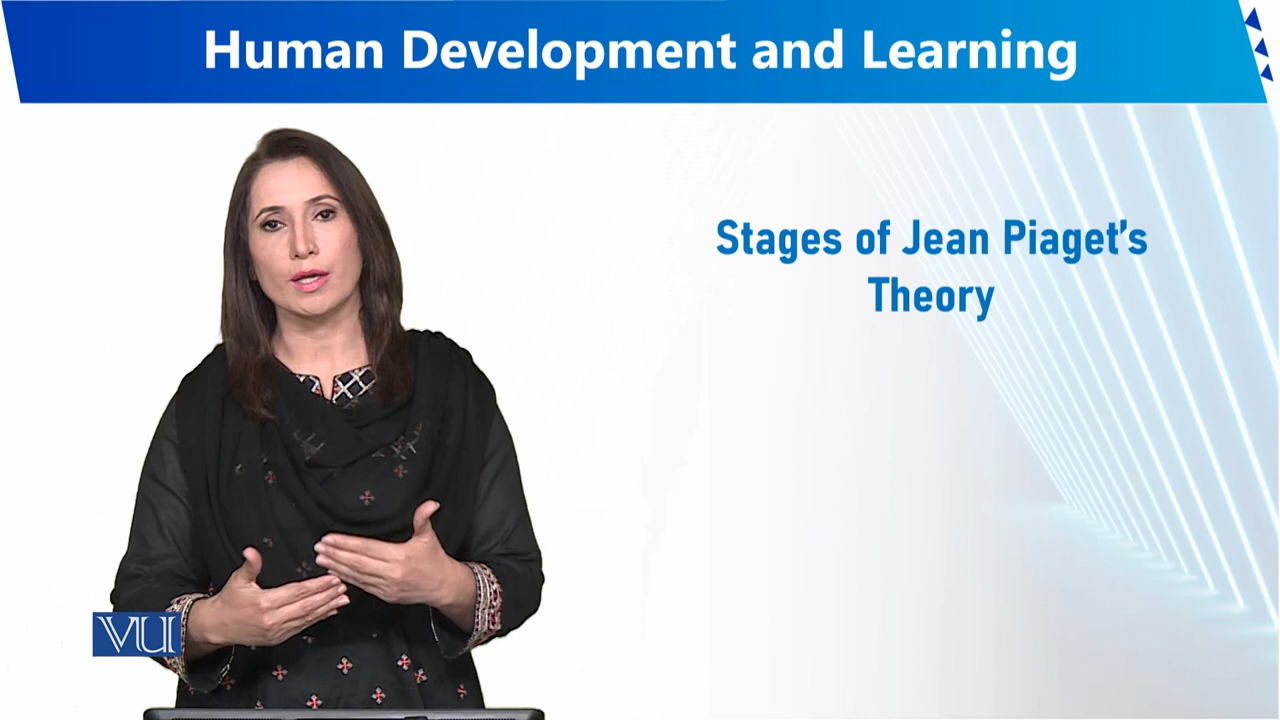 Human Development and Learning
Stages of Jean Piaget's
Theory
VU